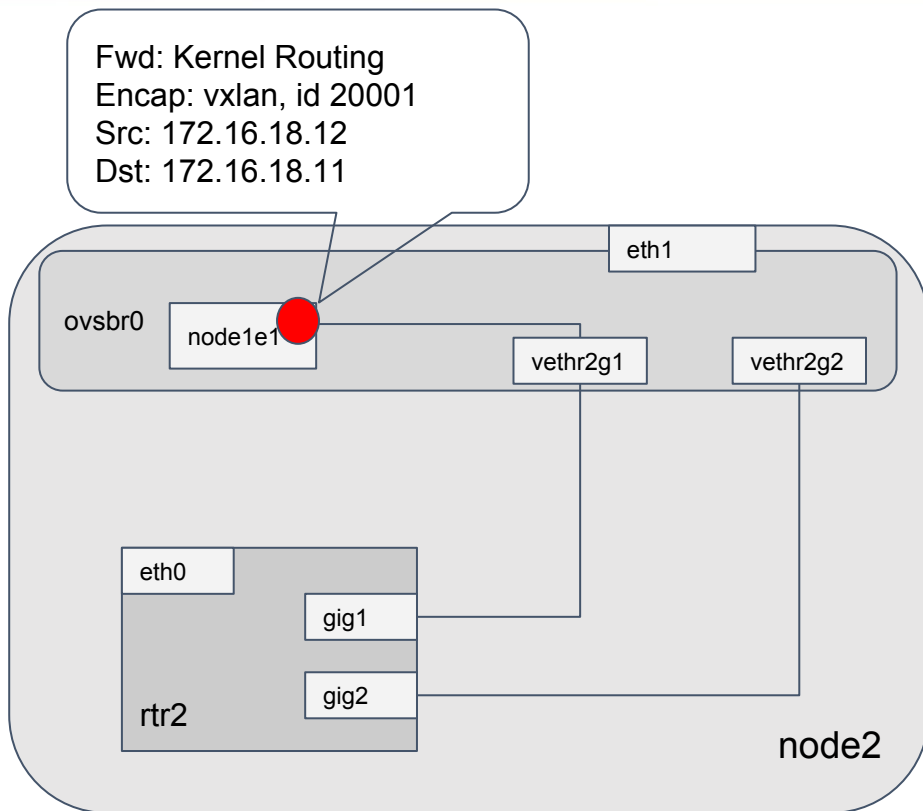 Fwd: Kernel Routing
Encap: vxlan, id 20001
Src: 172.16.18.12
Dst: 172.16.18.11
eth1
ovsbr0
node1e1
vethr2g1
vethr2g2
eth0
gig1
gig2
rtr2
node2